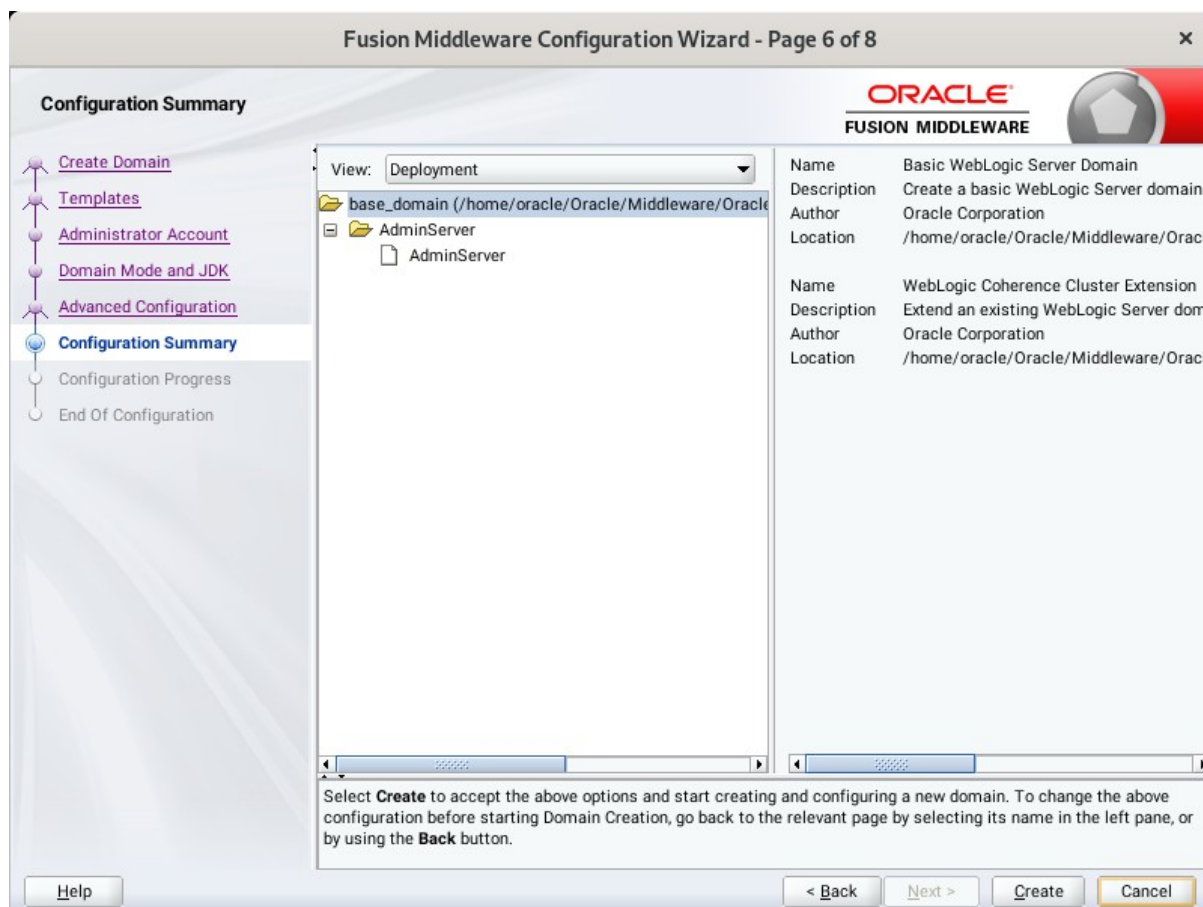 Fusion Middleware Configuration Wizard - Page 6 of 8
Configuration Summary
ORACLE
FUSION MIDDLEWARE
Create Domain
Templates
Administrator Account
Domain Mode and JDK
Advanced Configuration
Configuration Summary
Configuration Progress
End Of Configuration
View: Deployment
base_domain (/home/oracle/Oracle/Middleware/Oracle
AdminServer
AdminServer
Name Basic WebLogic Server Domain
Description Create a basic WebLogic Server domain
Author Oracle Corporation
Location /home/oracle/Oracle/Middleware/Orac
Name WebLogic Coherence Cluster Extension
Description Extend an existing WebLogic Server dom
Author Oracle Corporation
Location /home/oracle/Oracle/Middleware/Orac
Select Create to accept the above options and start creating and configuring a new domain. To change the above
configuration before starting Domain Creation, go back to the relevant page by selecting its name in the left pane, or
by using the Back button.
Help < Back Next > Create Cancel